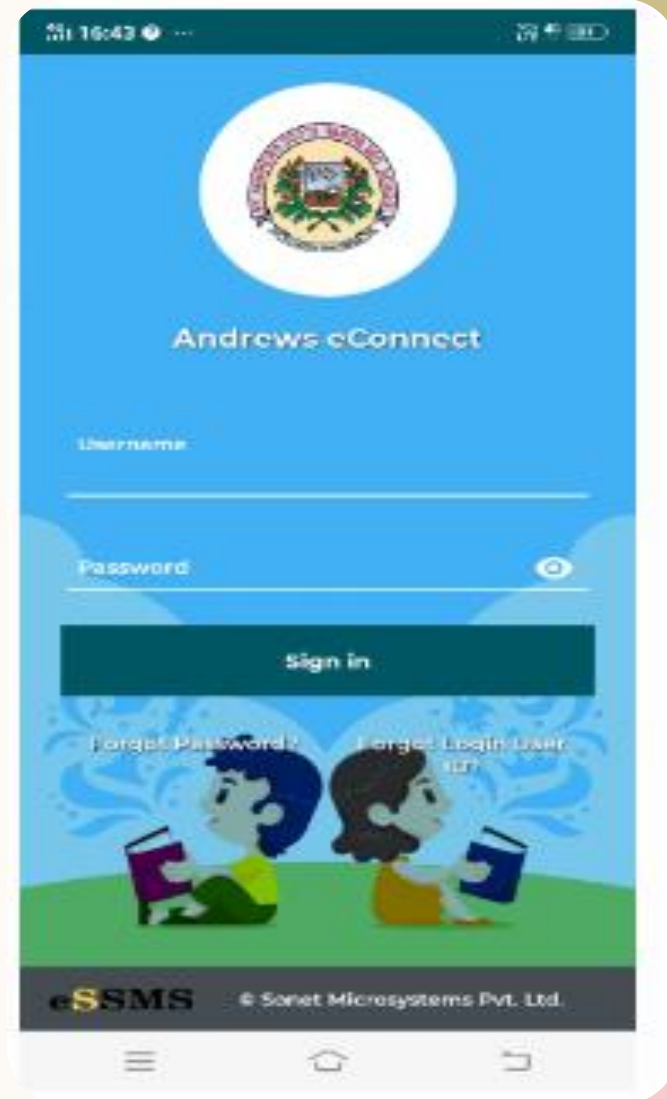 16:43
Andrews eConnect
Username
Password
Sign in
Forgot Password?
Forgot Login User
ID?
eSSMS © Sonet Microsystems Pvt. Ltd.